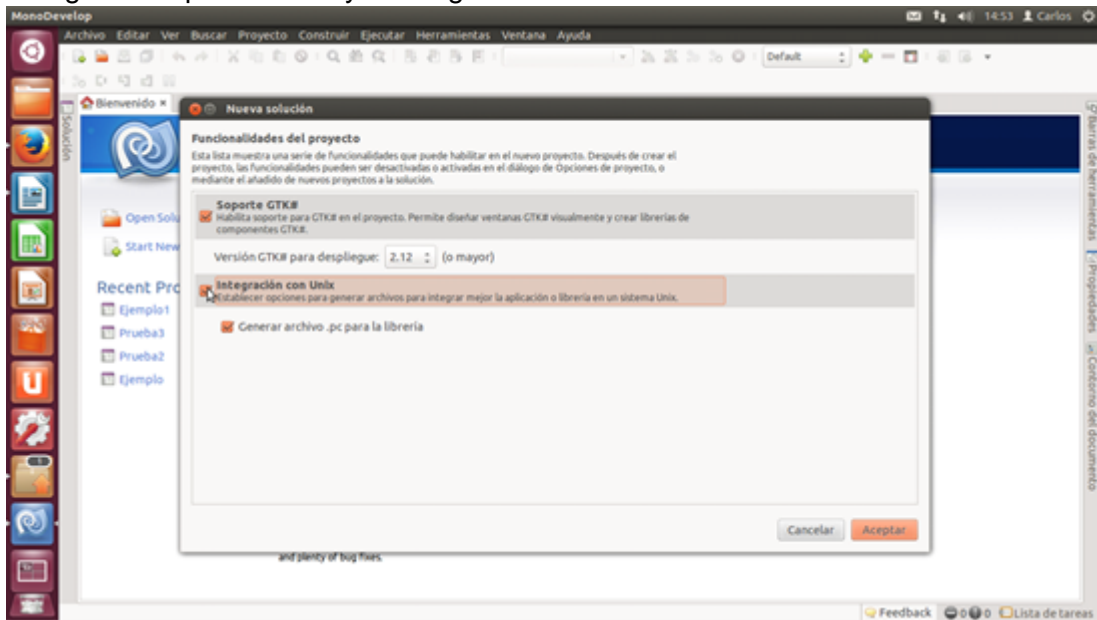 MonoDevelop
14:53 Carlos
Archivo Editar Ver Buscar Proyecto Construir Ejecutar Herramientas Ventana Ayuda
Default
Bienvenido ×
Solución
Nueva solución
Funcionalidades del proyecto
Esta lista muestra una serie de funcionalidades que puede habilitar en el nuevo proyecto. Después de crear el
proyecto, las funcionalidades pueden ser desactivadas o activadas en el diálogo de Opciones de proyecto, o
mediante el añadido de nuevos proyectos a la solución.
Soporte GTK#
Habilita soporte para GTK# en el proyecto. Permite diseñar ventanas GTK# visualmente y crear librerías de
componentes GTK#.
Versión GTK# para despliegue: 2.12 (o mayor)
Integración con Unix
Establecer opciones para generar archivos para integrar mejor la aplicación o librería en un sistema Unix.
Generar archivo .pc para la librería
Cancelar Aceptar
Open Solu
Start New
Recent Pro
Ejemplo1
Prueba3
Prueba2
Ejemplo
and plenty of bug fixes.
Barras de herramientas
Propiedades
Contorno del documento
Feedback 0 0 0 Lista de tareas